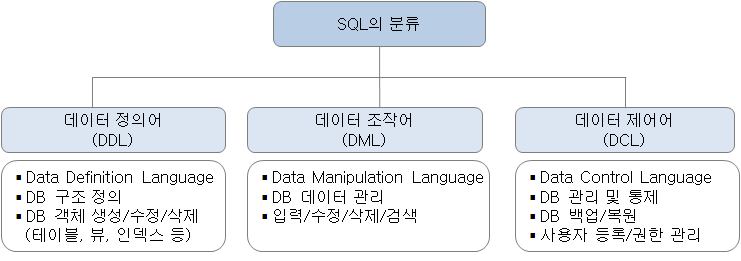 SQL의 분류
데이터 정의어
(DDL)
▪ Data Definition Language
▪ DB 구조 정의
▪ DB 객체 생성/수정/삭제
(테이블, 뷰, 인덱스 등)
데이터 조작어
(DML)
▪ Data Manipulation Language
▪ DB 데이터 관리
▪ 입력/수정/삭제/검색
데이터 제어어
(DCL)
▪ Data Control Language
▪ DB 관리 및 통제
▪ DB 백업/복원
▪ 사용자 등록/권한 관리